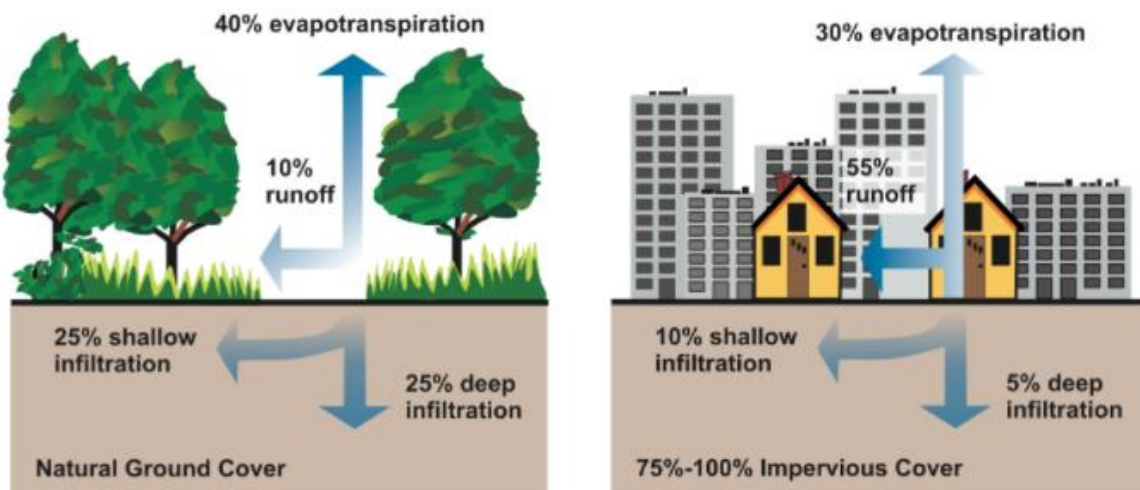 40% evapotranspiration
10%
runoff
25% shallow
infiltration
25% deep
infiltration
Natural Ground Cover
30% evapotranspiration
55%
runoff
10% shallow
infiltration
5% deep
infiltration
75%-100% Impervious Cover